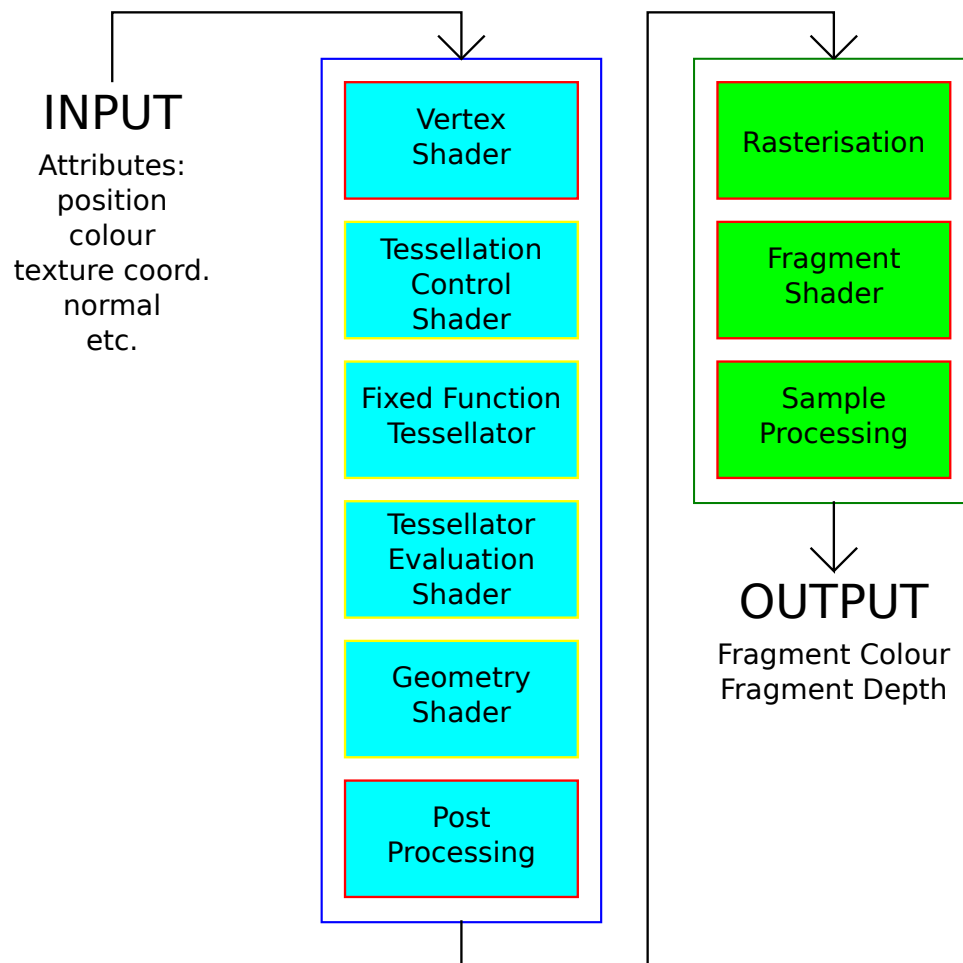 INPUT
Attributes:
position
colour
texture coord.
normal
etc.
Vertex
Shader
Tessellation
Control
Shader
Fixed Function
Tessellator
Tessellator
Evaluation
Shader
Geometry
Shader
Post
Processing
Rasterisation
Fragment
Shader
Sample
Processing
OUTPUT
Fragment Colour
Fragment Depth